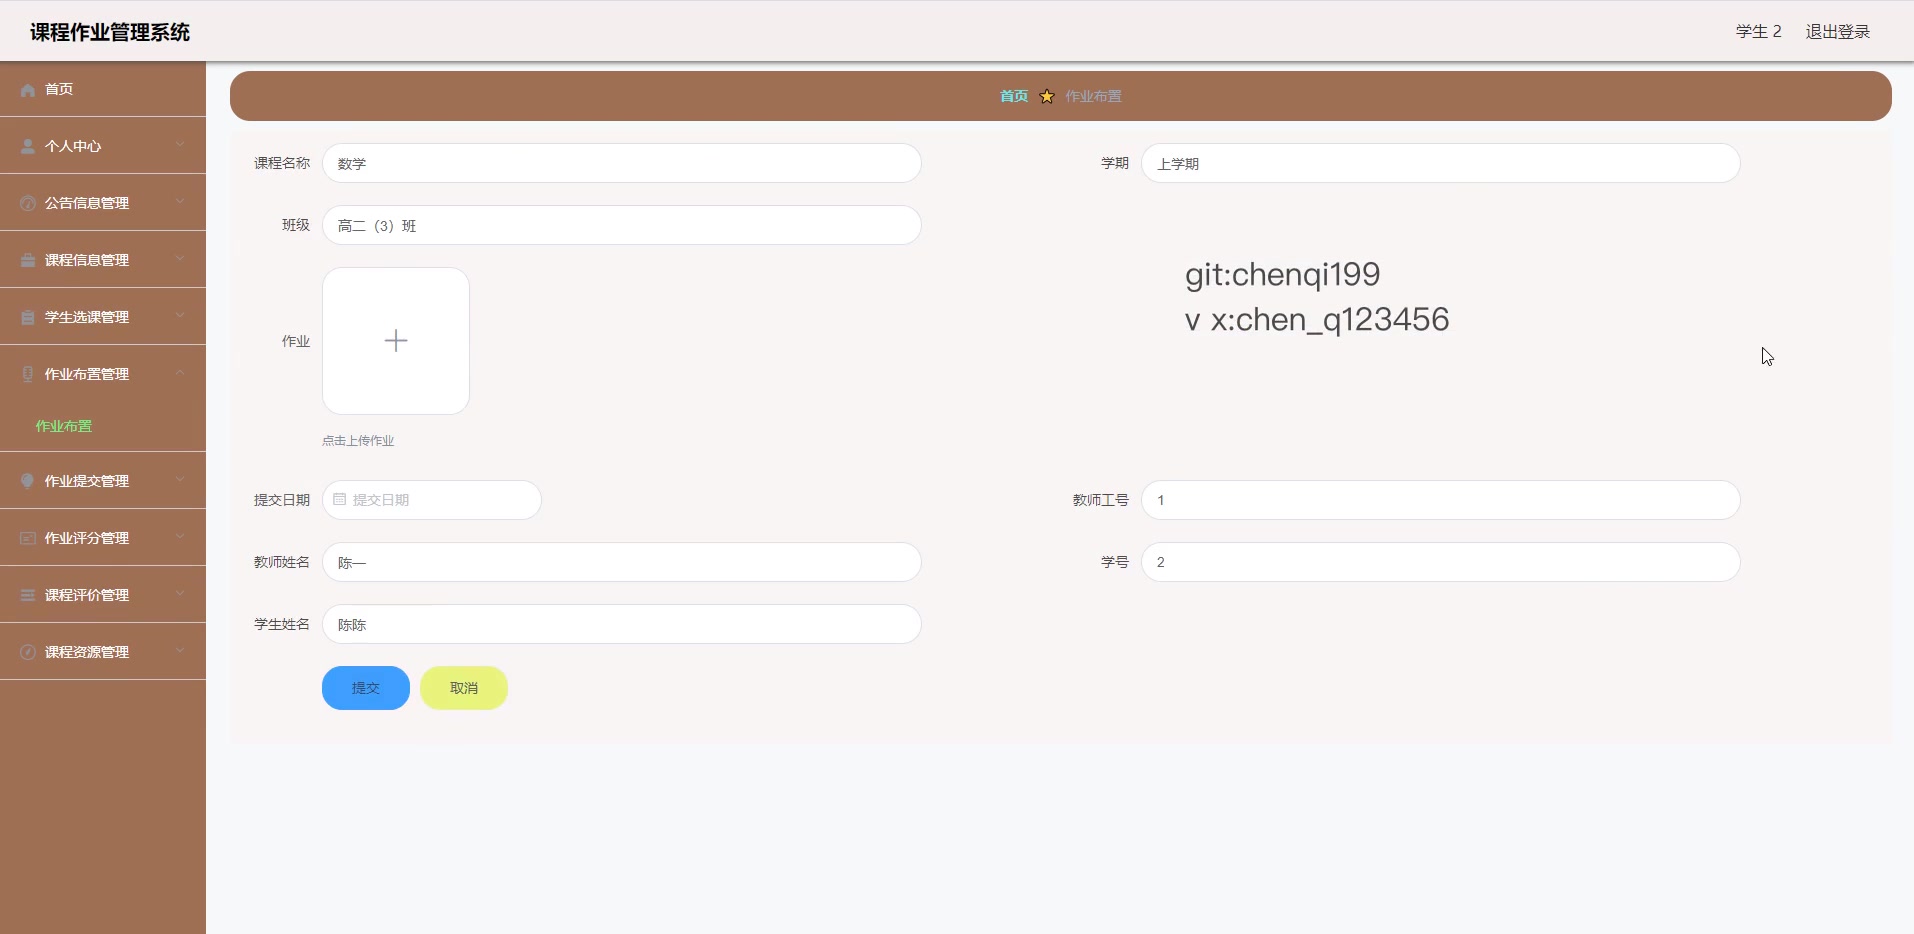 课程作业管理系统
学生 2 退出登录
首页
个人中心
公告信息管理
课程信息管理
学生选课管理
作业布置管理
作业布置
作业提交管理
作业评分管理
课程评价管理
课程资源管理
首页 作业布置
课程名称 数学 学期 上学期
班级 高二（3）班
git:chenqi199
v x:chen_q123456
作业
点击上传作业
提交日期 提交日期 教师工号 1
教师姓名 陈一 学号 2
学生姓名 陈陈
提交 取消